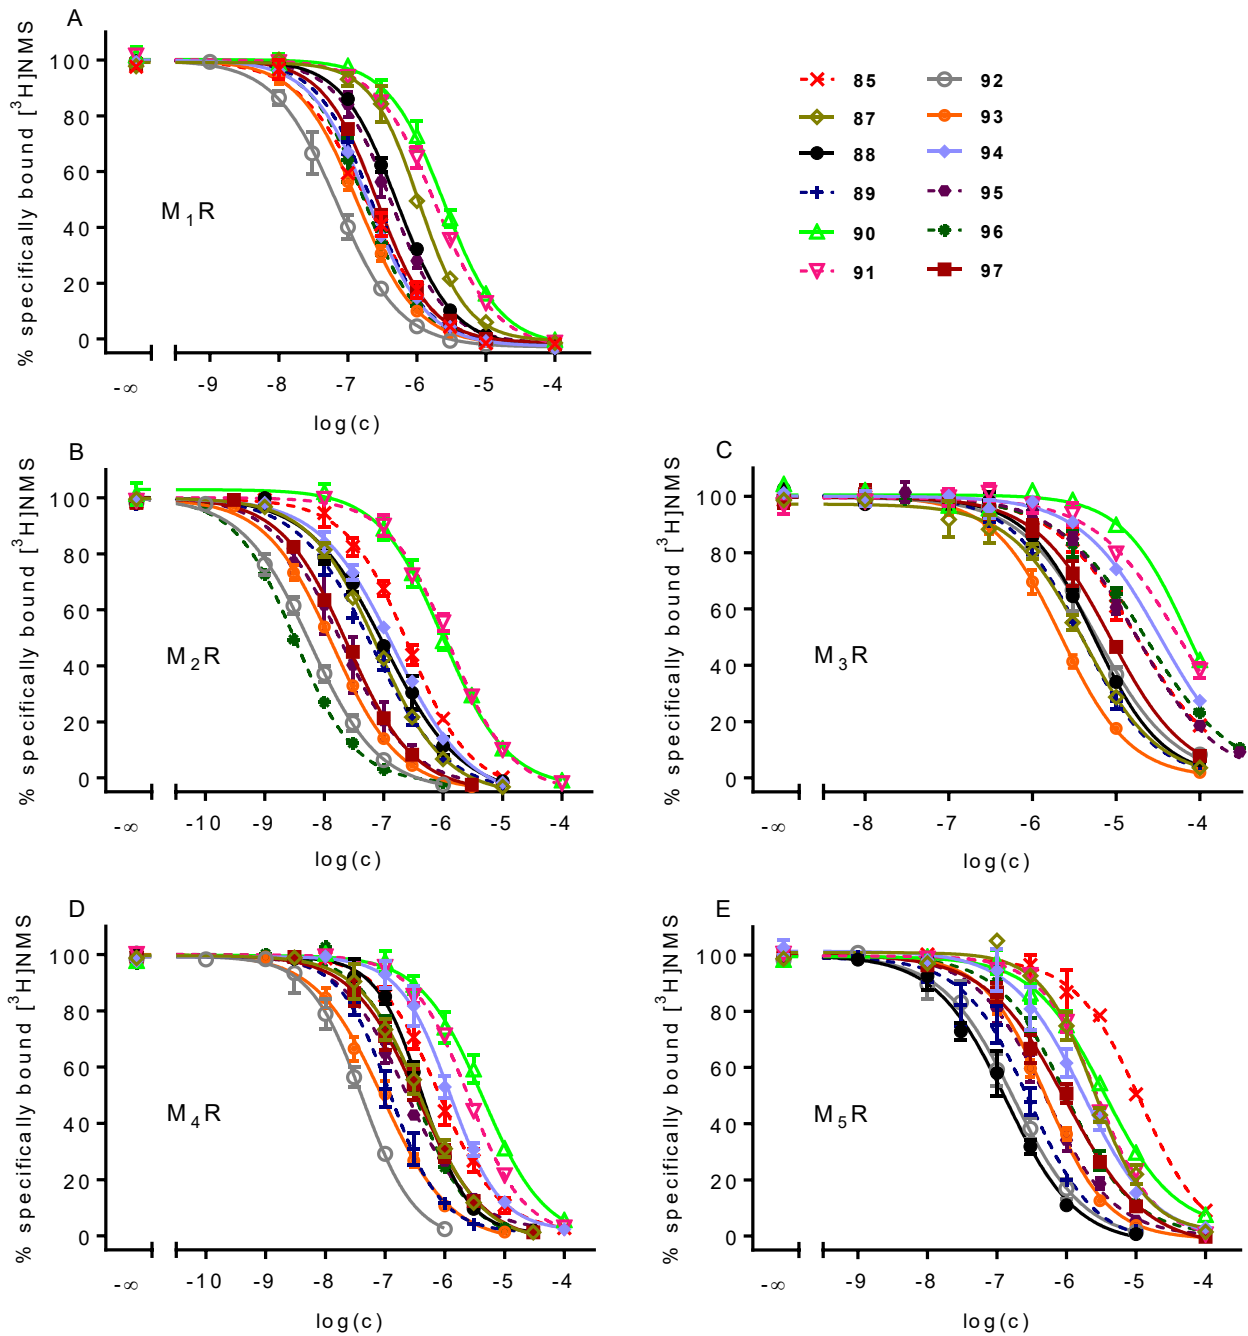 A
% specifically bound [³H]NMS
100
80
60
40
20
0
M₁R
-∞ -9 -8 -7 -6 -5 -4
log(c)
85 92
87 93
88 94
89 95
90 96
91 97
B
% specifically bound [³H]NMS
100
80
60
40
20
0
M₂R
-∞ -10 -9 -8 -7 -6 -5 -4
log(c)
C
% specifically bound [³H]NMS
100
80
60
40
20
0
M₃R
-∞ -8 -7 -6 -5 -4
log(c)
D
% specifically bound [³H]NMS
100
80
60
40
20
0
M₄R
-∞ -10 -9 -8 -7 -6 -5 -4
log(c)
E
% specifically bound [³H]NMS
100
80
60
40
20
0
M₅R
-∞ -9 -8 -7 -6 -5 -4
log(c)